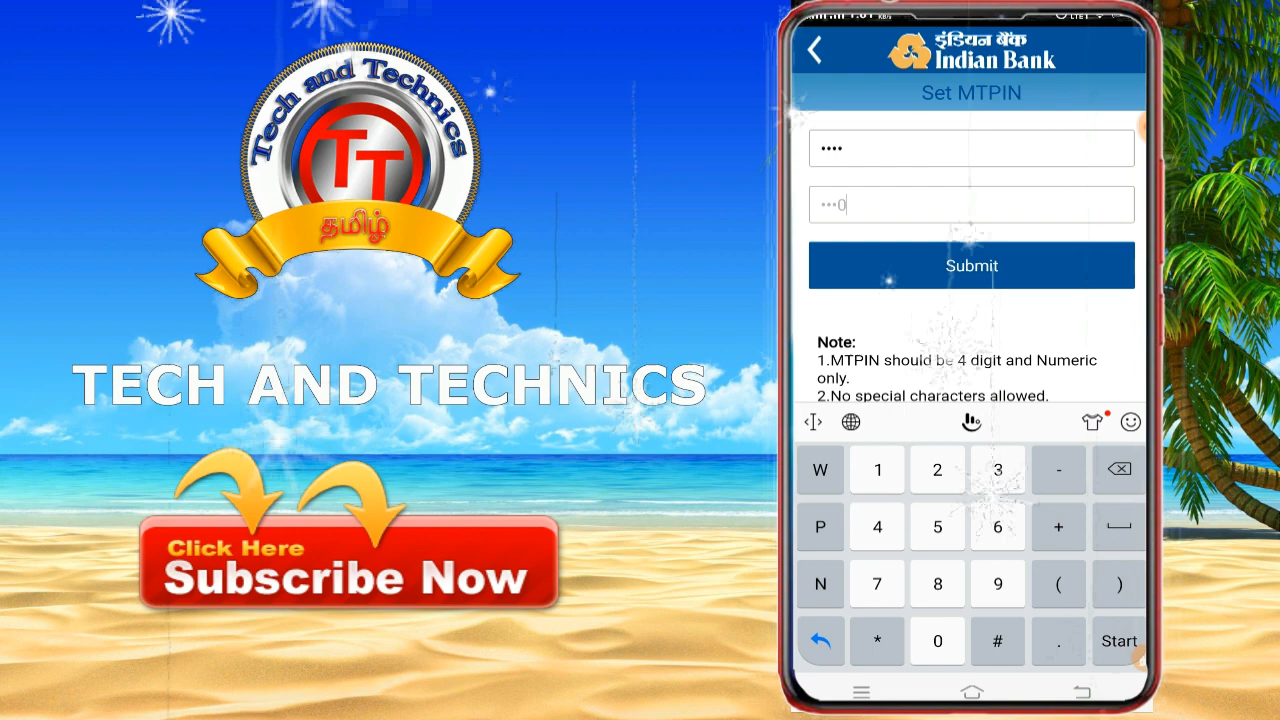 Tech and Technics
TT
தமிழ்
TECH AND TECHNICS
Click Here
Subscribe Now
इंडियन बैंक
Indian Bank
Set MTPIN
••••
•••0
Submit
Note:
1.MTPIN should be 4 digit and Numeric
only.
2.No special characters allowed.
W 1 2 3 -
P 4 5 6 +
N 7 8 9 ( )
* 0 # . Start